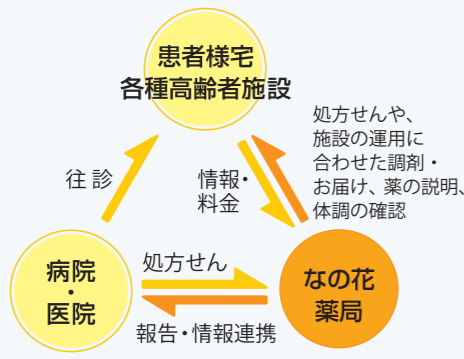 患者様宅
各種高齢者施設
処方せんや、
施設の運用に
合わせた調剤・
お届け、薬の説明、
体調の確認
往 診
情報・
料金
病院
・
医院
処方せん
なの花
薬局
報告・情報連携